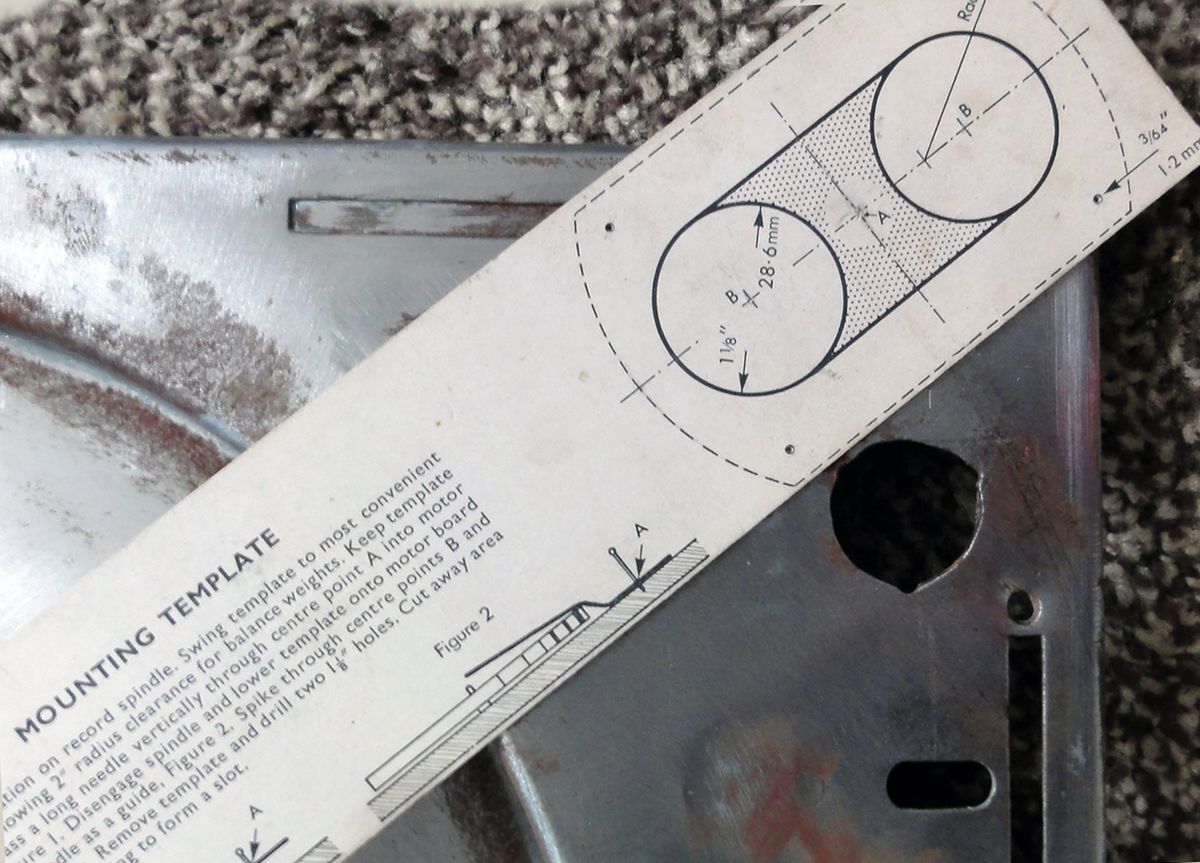 MOUNTING TEMPLATE
tion on record spindle. Swing template to most convenient
owing 2" radius clearance for balance weights. Keep template
ass a long needle vertically through centre point A into motor
ure 1. Disengage spindle and lower template onto motor board
dle as a guide, Figure 2. Spike through centre points B and
Remove template and drill two 1⅛" holes. Cut away area
ng to form a slot.
A
Figure 2
A
B
28·6mm
1⅛"
A
B
Rad
3/64"
1·2 mm